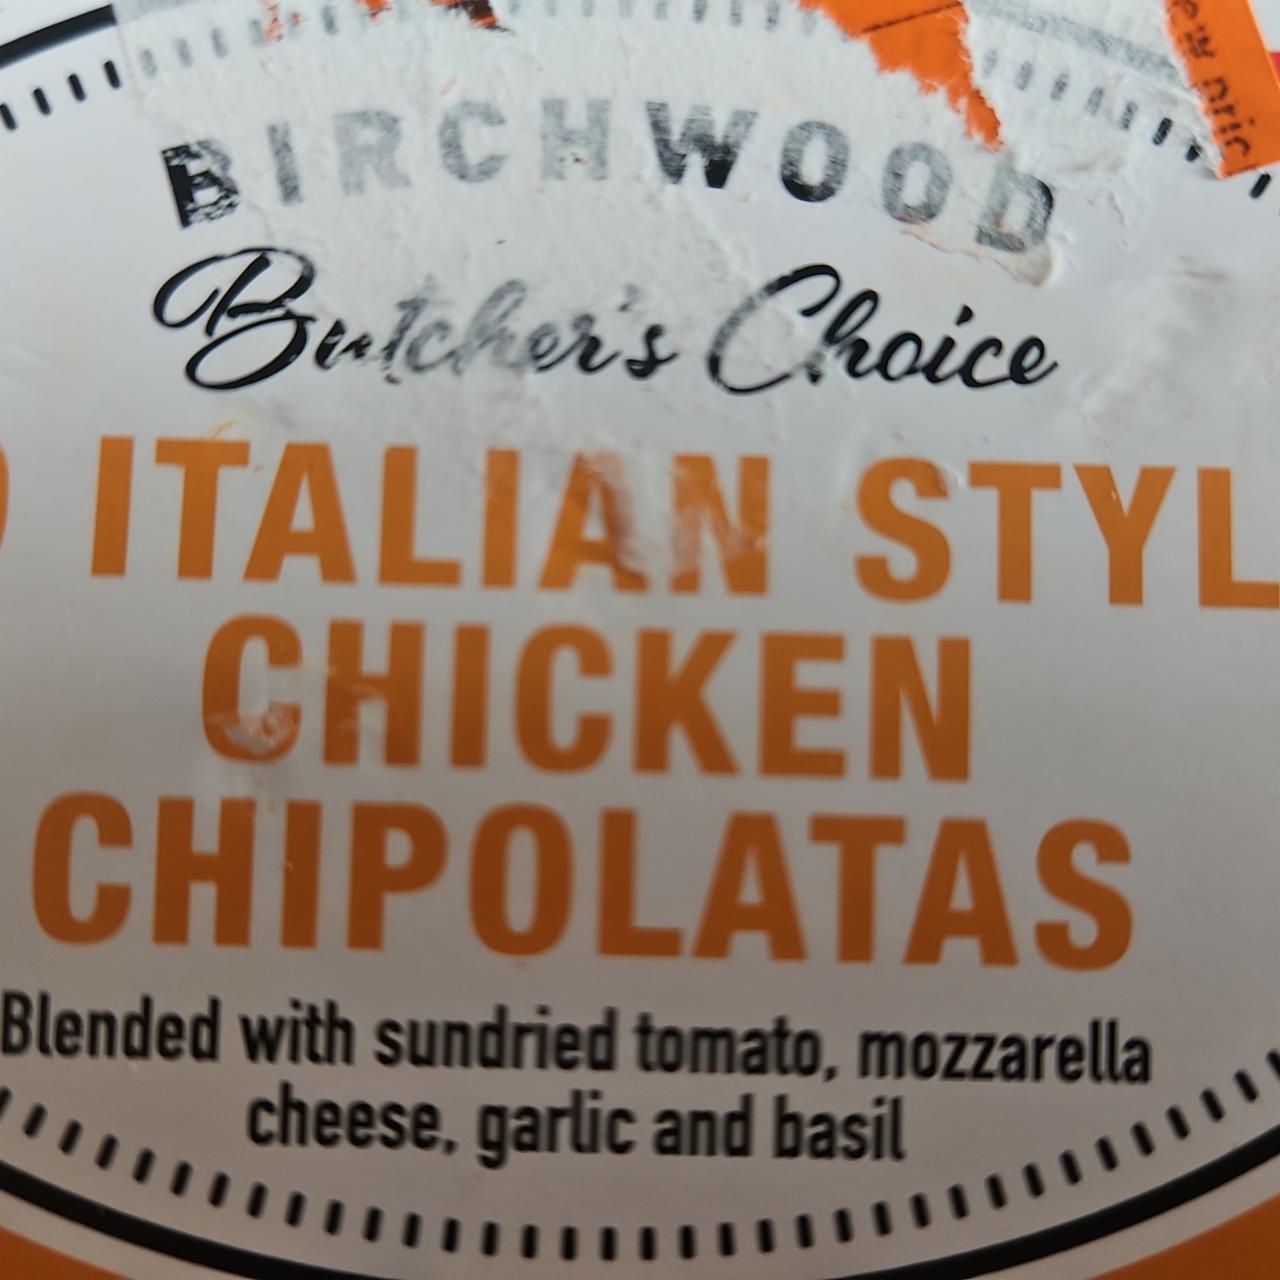 BIRCHWOOD
Butcher's Choice
ITALIAN STYL
CHICKEN
CHIPOLATAS
Blended with sundried tomato, mozzarella
cheese, garlic and basil